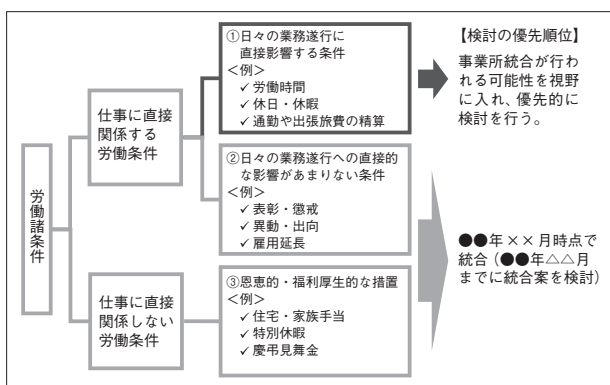 労働諸条件
仕事に直接
関係する
労働条件
仕事に直接
関係しない
労働条件
①日々の業務遂行に
直接影響する条件
<例>
✓ 労働時間
✓ 休日・休暇
✓ 通勤や出張旅費の精算
②日々の業務遂行への直接的
な影響があまりない条件
<例>
✓ 表彰・懲戒
✓ 異動・出向
✓ 雇用延長
③恩恵的・福利厚生的な措置
<例>
✓ 住宅・家族手当
✓ 特別休暇
✓ 慶弔見舞金
【検討の優先順位】
事業所統合が行わ
れる可能性を視野
に入れ、優先的に
検討を行う。
●●年××月時点で
統合(●●年△△月
までに統合案を検討)